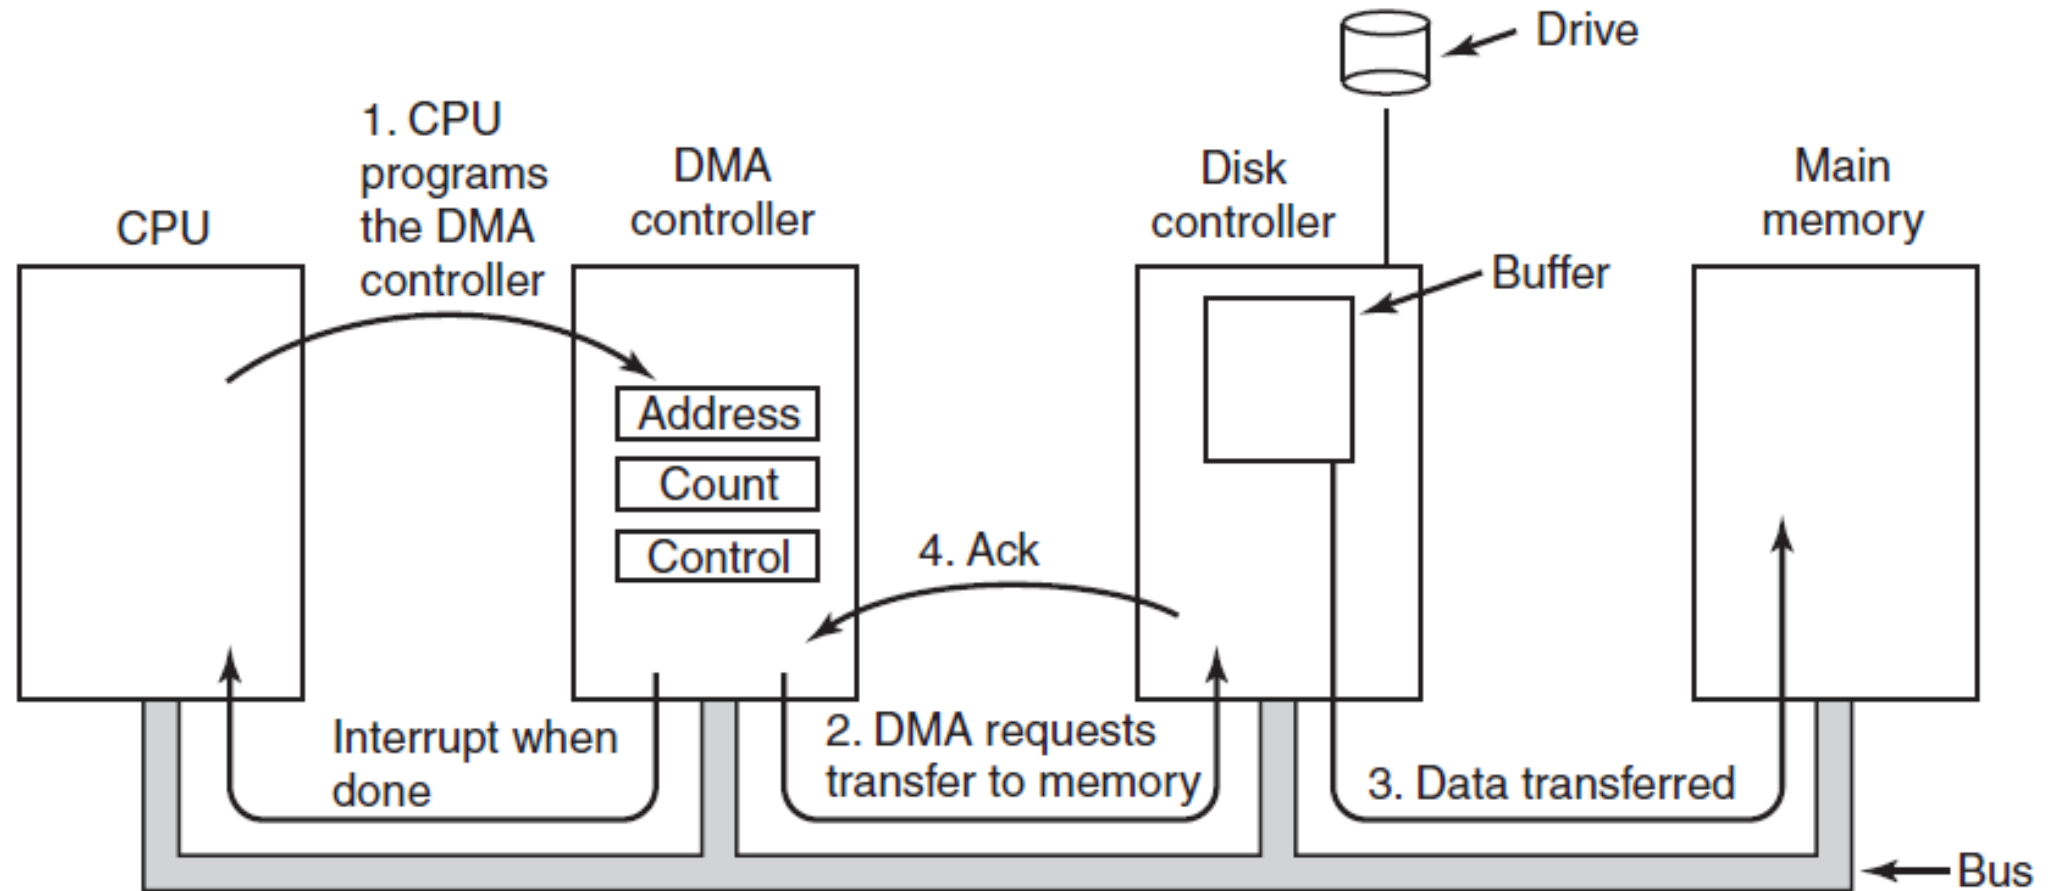 Drive
1. CPU
programs
the DMA
controller
CPU
DMA
controller
Disk
controller
Main
memory
Buffer
Address
Count
Control
4. Ack
Interrupt when
done
2. DMA requests
transfer to memory
3. Data transferred
Bus